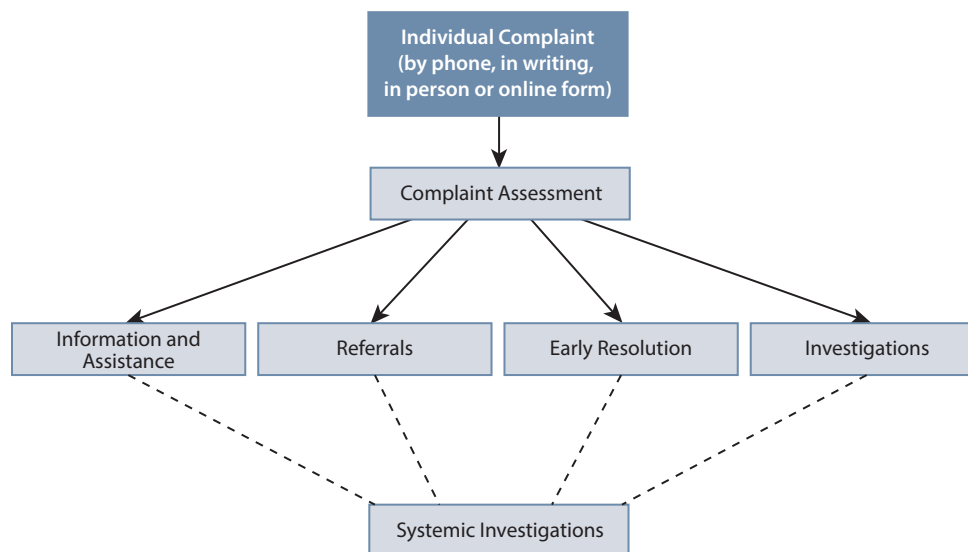 Individual Complaint
(by phone, in writing,
in person or online form)
Complaint Assessment
Information and
Assistance
Referrals
Early Resolution
Investigations
Systemic Investigations